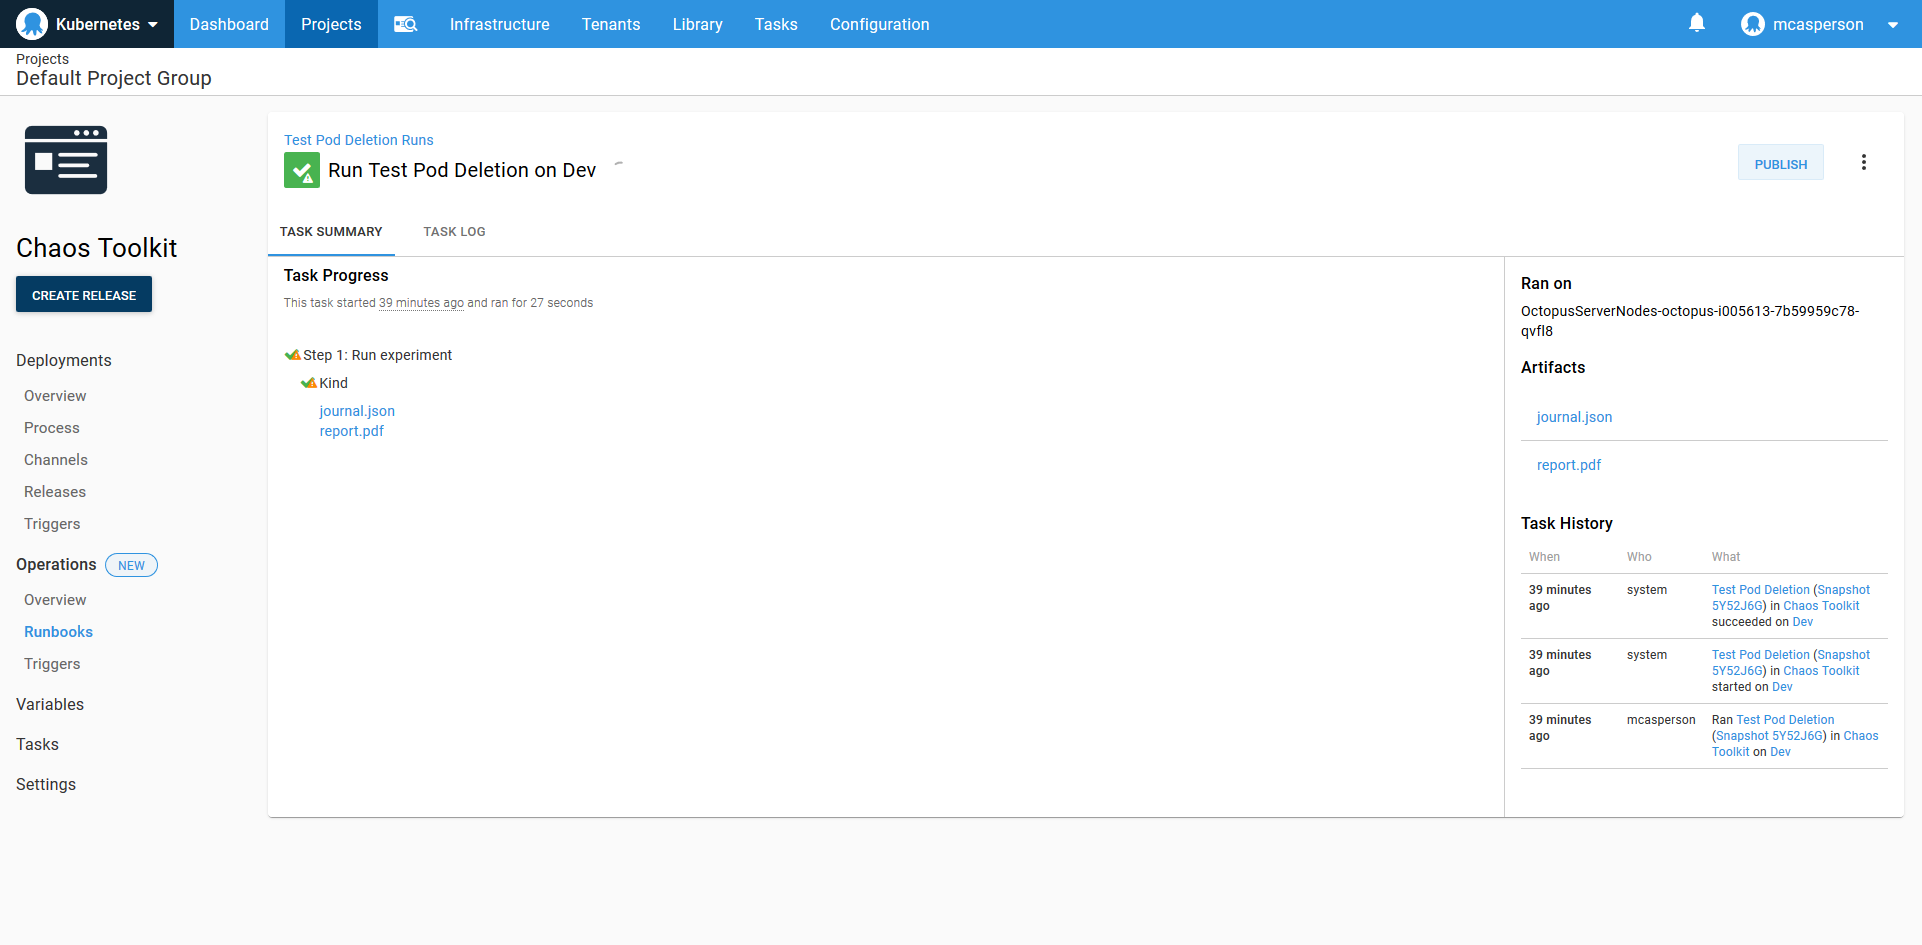 Kubernetes
Dashboard
Projects
Infrastructure
Tenants
Library
Tasks
Configuration
mcasperson
Projects
Default Project Group
Chaos Toolkit
CREATE RELEASE
Deployments
Overview
Process
Channels
Releases
Triggers
Operations NEW
Overview
Runbooks
Triggers
Variables
Tasks
Settings
Test Pod Deletion Runs
Run Test Pod Deletion on Dev
PUBLISH
TASK SUMMARY
TASK LOG
Task Progress
This task started 39 minutes ago and ran for 27 seconds
Step 1: Run experiment
Kind
journal.json
report.pdf
Ran on
OctopusServerNodes-octopus-i005613-7b59959c78-
qvfl8
Artifacts
journal.json
report.pdf
Task History
When Who What
39 minutes system Test Pod Deletion (Snapshot
ago 5Y52J6G) in Chaos Toolkit
succeeded on Dev
39 minutes system Test Pod Deletion (Snapshot
ago 5Y52J6G) in Chaos Toolkit
started on Dev
39 minutes mcasperson Ran Test Pod Deletion
ago (Snapshot 5Y52J6G) in Chaos
Toolkit on Dev